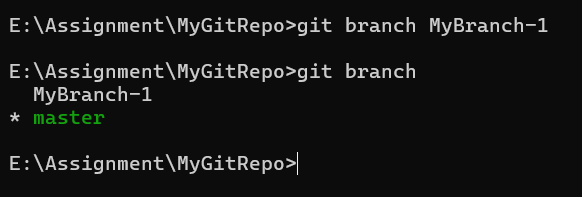 E:\Assignment\MyGitRepo>git branch MyBranch-1
E:\Assignment\MyGitRepo>git branch
MyBranch-1
* master
E:\Assignment\MyGitRepo>